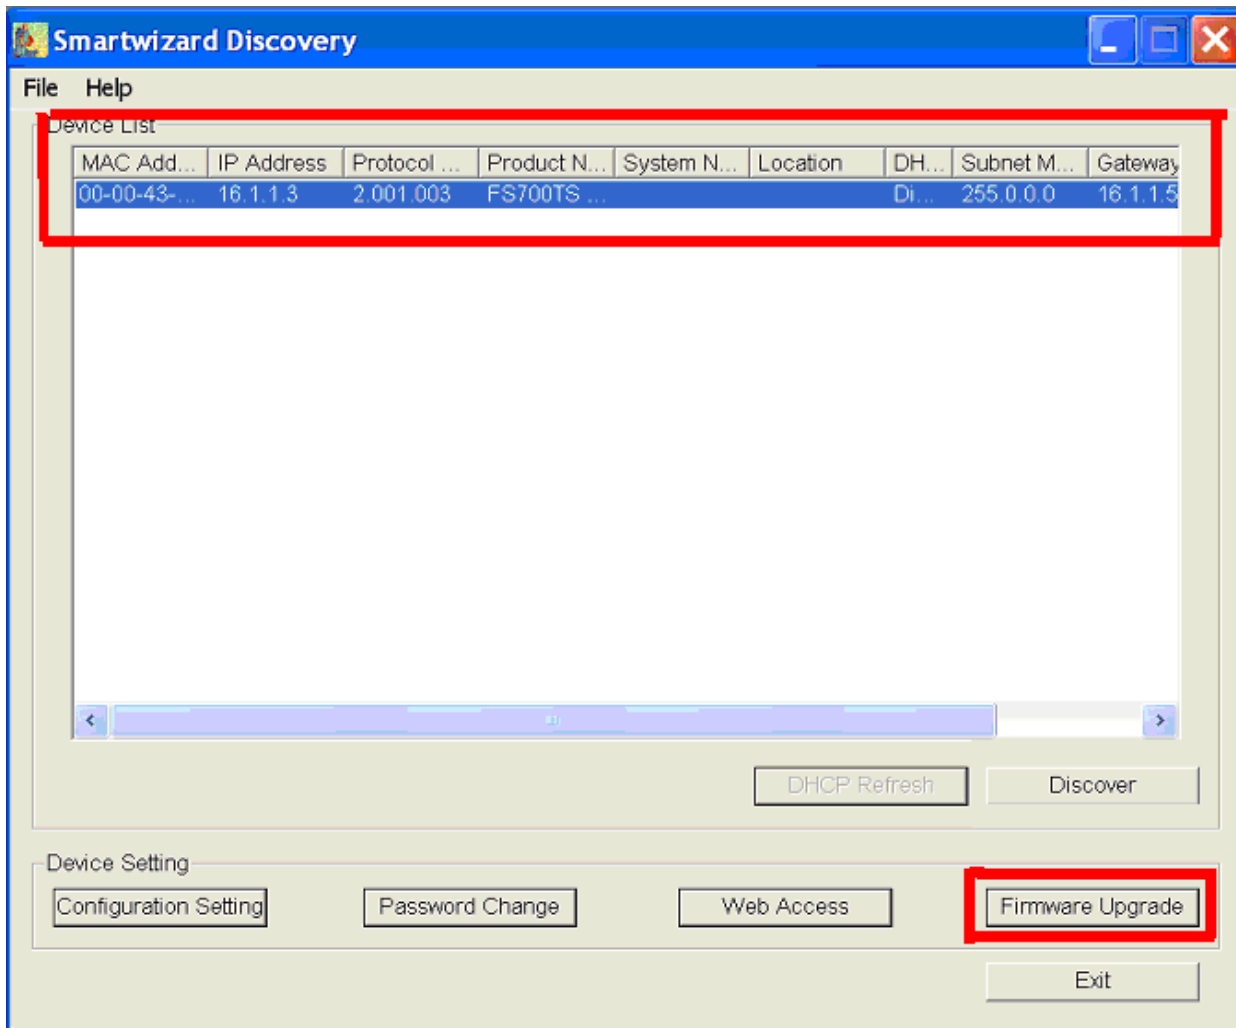 Smartwizard Discovery
File Help
Device List
MAC Add... IP Address Protocol ... Product N... System N... Location DH... Subnet M... Gateway
00-00-43-... 16.1.1.3 2.001.003 FS700TS ... Di... 255.0.0.0 16.1.1.5
DHCP Refresh Discover
Device Setting
Configuration Setting Password Change Web Access Firmware Upgrade
Exit